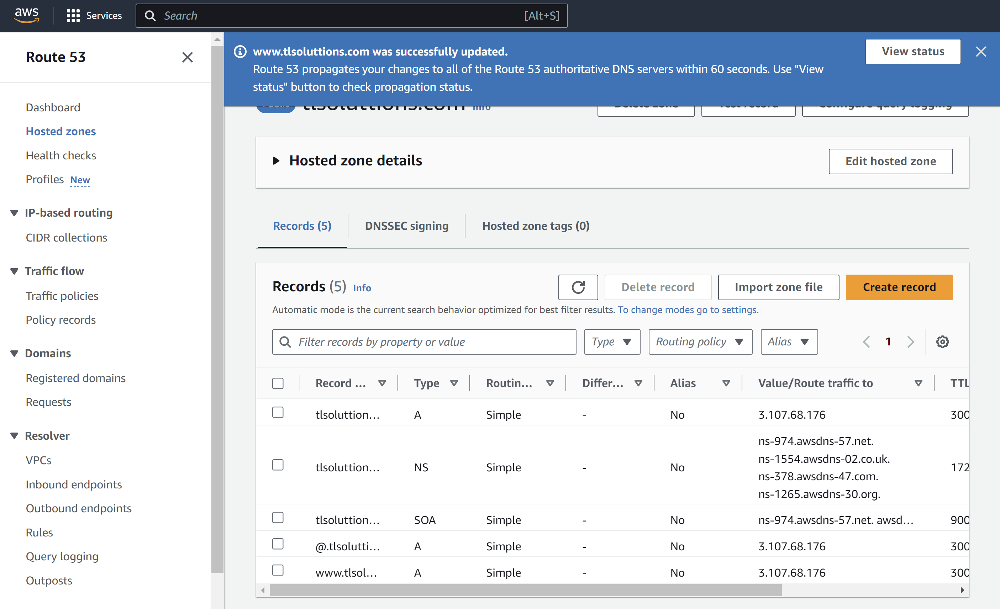 aws
Services
Search
[Alt+S]
Route 53
Dashboard
Hosted zones
Health checks
Profiles New
IP-based routing
CIDR collections
Traffic flow
Traffic policies
Policy records
Domains
Registered domains
Requests
Resolver
VPCs
Inbound endpoints
Outbound endpoints
Rules
Query logging
Outposts
www.tlsoluttions.com was successfully updated.
Route 53 propagates your changes to all of the Route 53 authoritative DNS servers within 60 seconds. Use "View
status" button to check propagation status.
View status
Public tlsoluttions.com Info
Delete zone
Test record
Configure query logging
Hosted zone details
Edit hosted zone
Records (5)
DNSSEC signing
Hosted zone tags (0)
Records (5) Info
Delete record
Import zone file
Create record
Automatic mode is the current search behavior optimized for best filter results. To change modes go to settings.
Filter records by property or value
Type
Routing policy
Alias
1
Record ... Type Routin... Differ... Alias Value/Route traffic to TTL
tlsoluttion... A Simple - No 3.107.68.176 300
tlsoluttion... NS Simple - No ns-974.awsdns-57.net. 172
ns-1554.awsdns-02.co.uk.
ns-378.awsdns-47.com.
ns-1265.awsdns-30.org.
tlsoluttion... SOA Simple - No ns-974.awsdns-57.net. awsd... 900
@.tlsolutti... A Simple - No 3.107.68.176 300
www.tlsol... A Simple - No 3.107.68.176 300